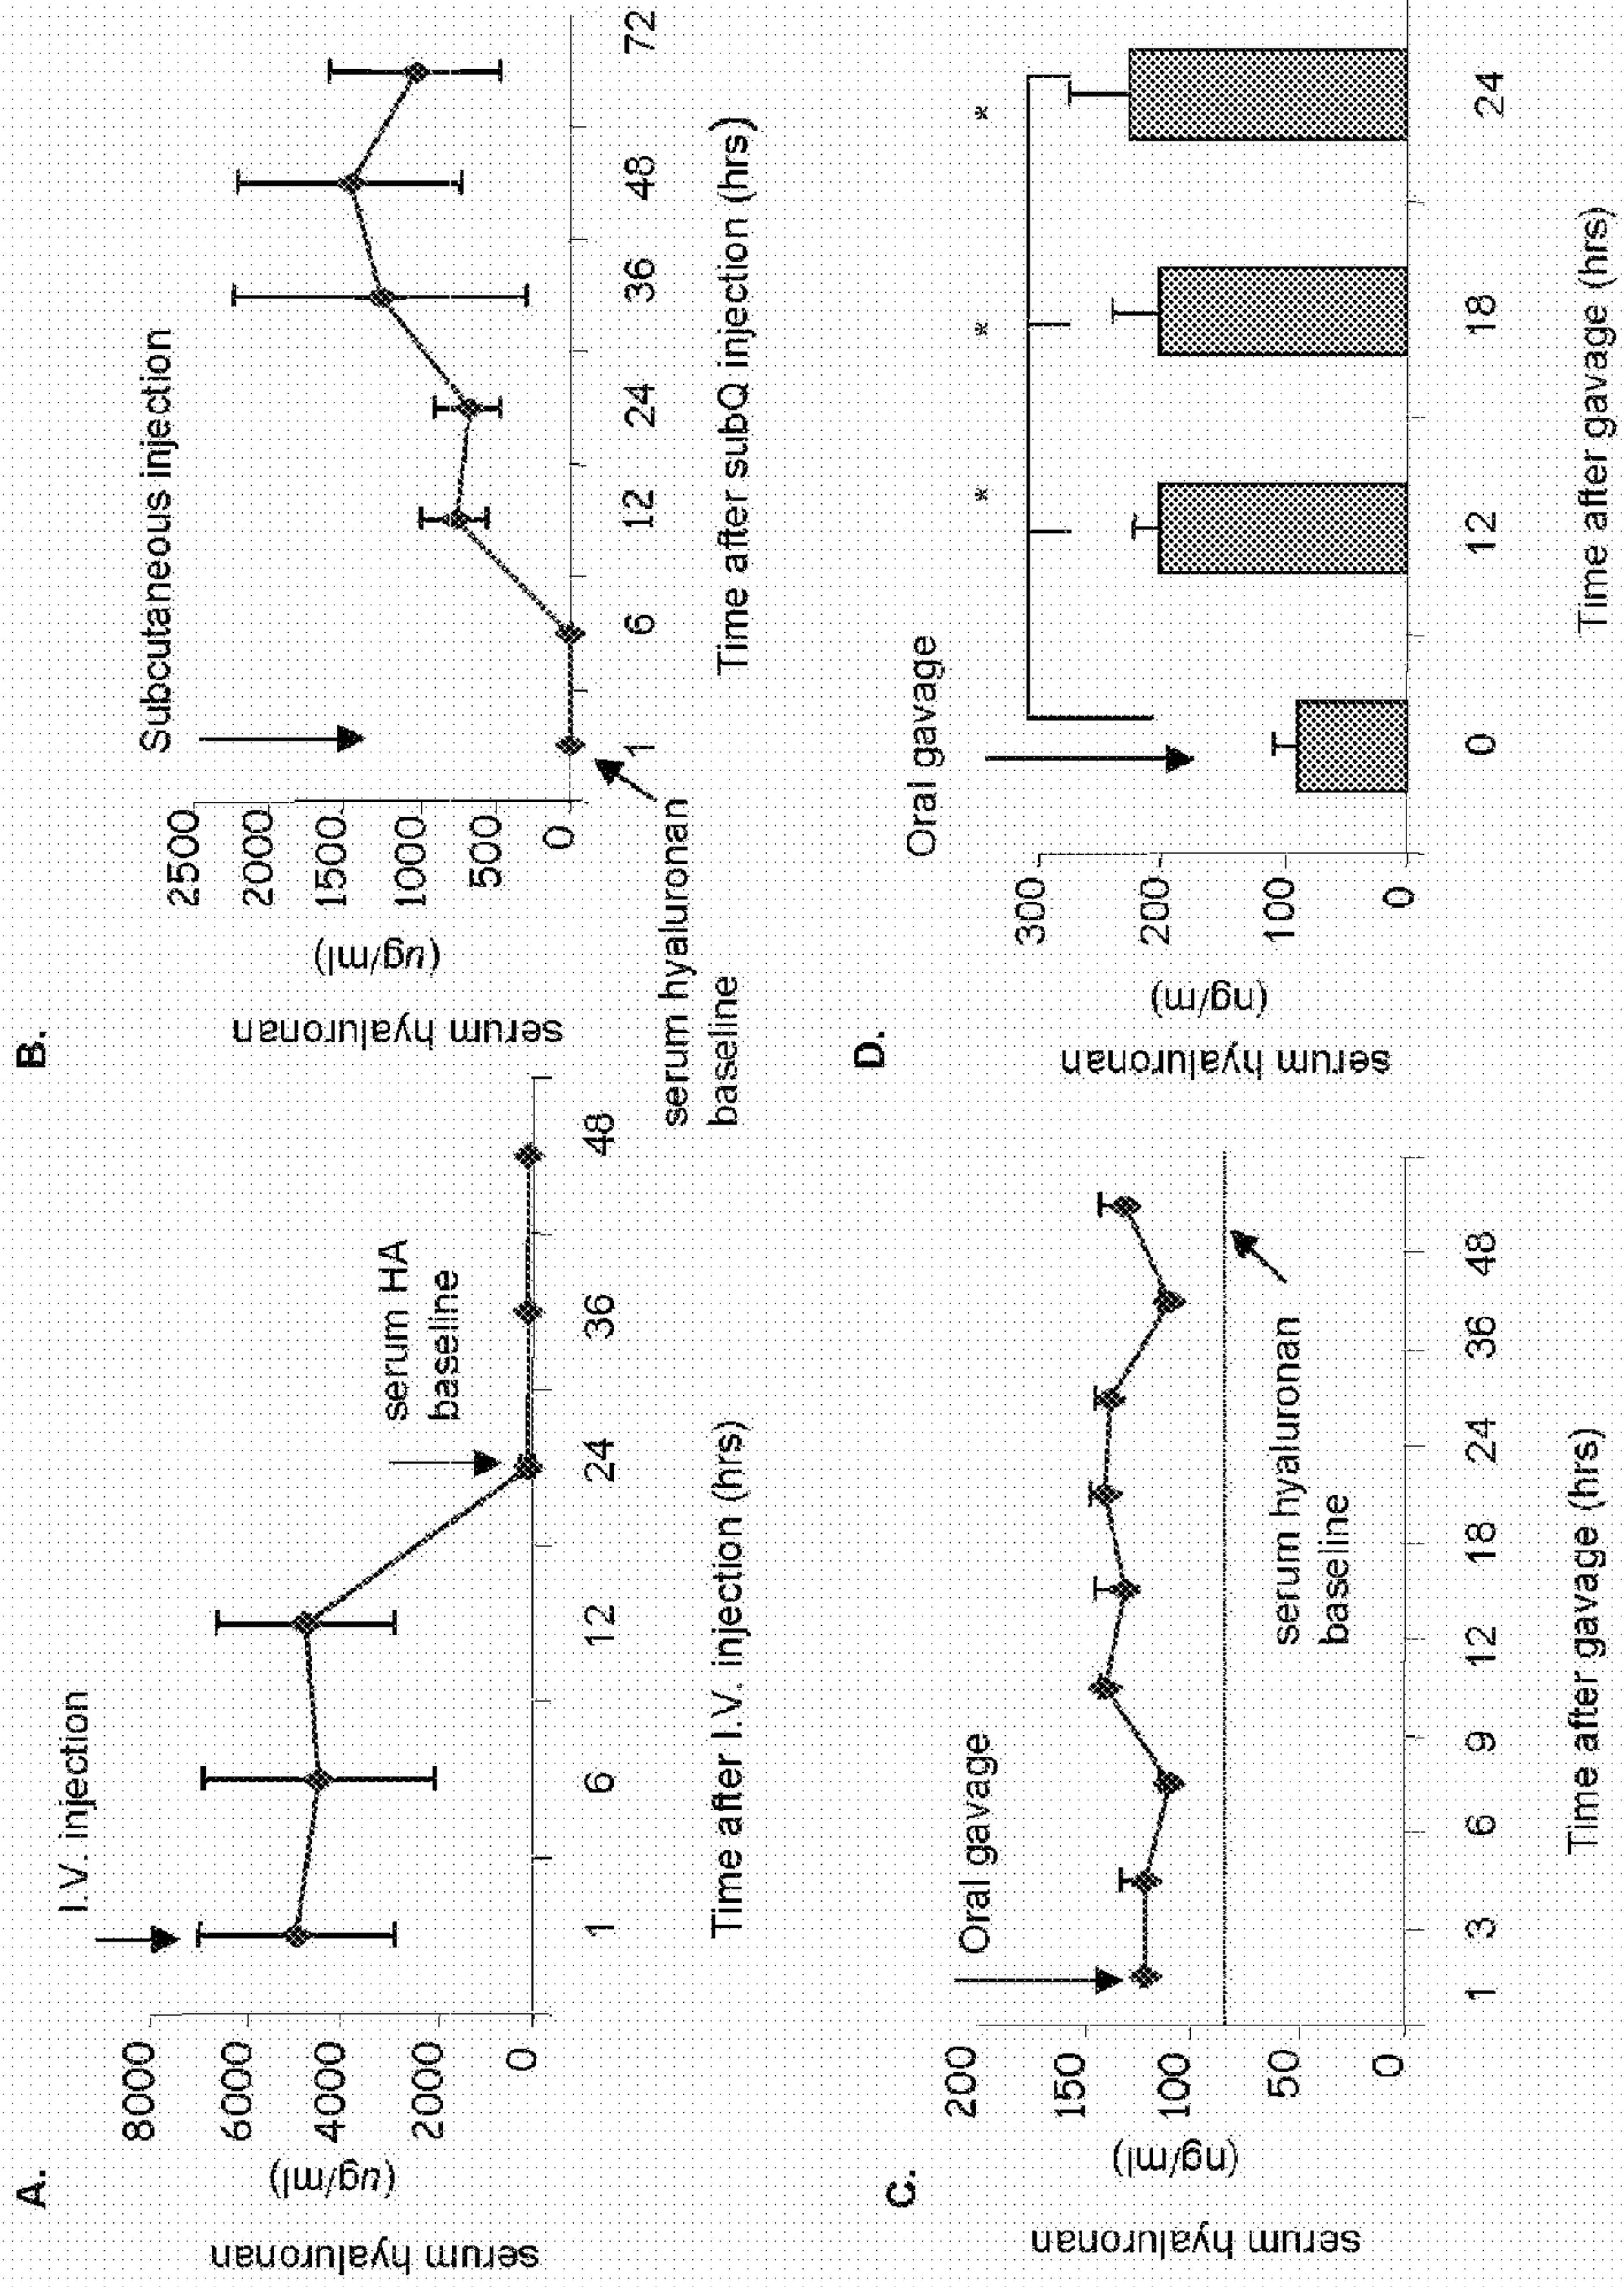 A.
I.V. injection
serum hyaluronan
(ug/ml)
8000
6000
4000
2000
0
serum HA
baseline
1 6 12 24 36 48
Time after I.V. injection (hrs)
B.
Subcutaneous injection
serum hyaluronan
(ug/ml)
2500
2000
1500
1000
500
0
1 6 12 24 36 48 72
serum hyaluronan
baseline
Time after subQ injection (hrs)
C.
Oral gavage
serum hyaluronan
(ng/ml)
200
150
100
50
0
serum hyaluronan
baseline
1 3 6 9 12 18 24 36 48
Time after gavage (hrs)
D.
Oral gavage
serum hyaluronan
(ng/m)
300
200
100
0
* * *
0 12 18 24
Time after gavage (hrs)